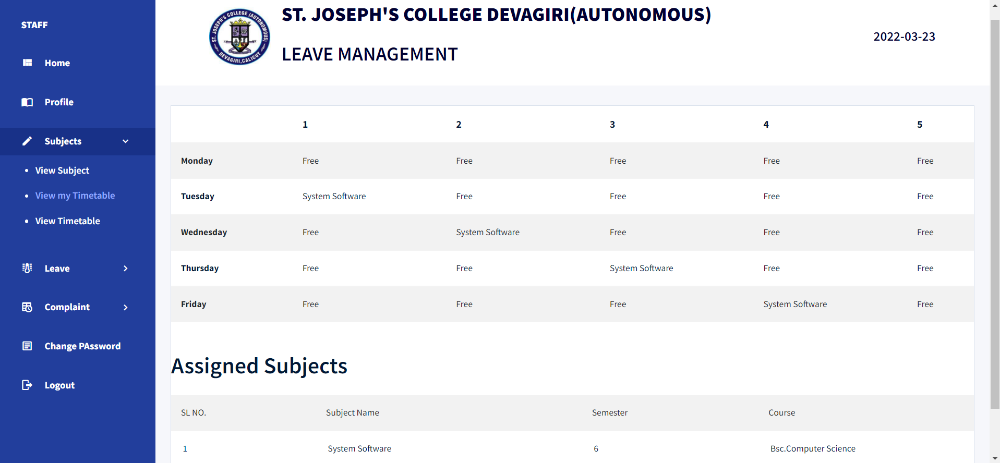 STAFF
Home
Profile
Subjects
View Subject
View my Timetable
View Timetable
Leave
Complaint
Change PAssword
Logout
ST. JOSEPH'S COLLEGE (AUTONOMOUS)
DEVAGIRI, CALICUT
ST. JOSEPH'S COLLEGE DEVAGIRI(AUTONOMOUS)
LEAVE MANAGEMENT
2022-03-23
1 2 3 4 5
Monday Free Free Free Free Free
Tuesday System Software Free Free Free Free
Wednesday Free System Software Free Free Free
Thursday Free Free System Software Free Free
Friday Free Free Free System Software Free
Assigned Subjects
SL NO. Subject Name Semester Course
1 System Software 6 Bsc.Computer Science